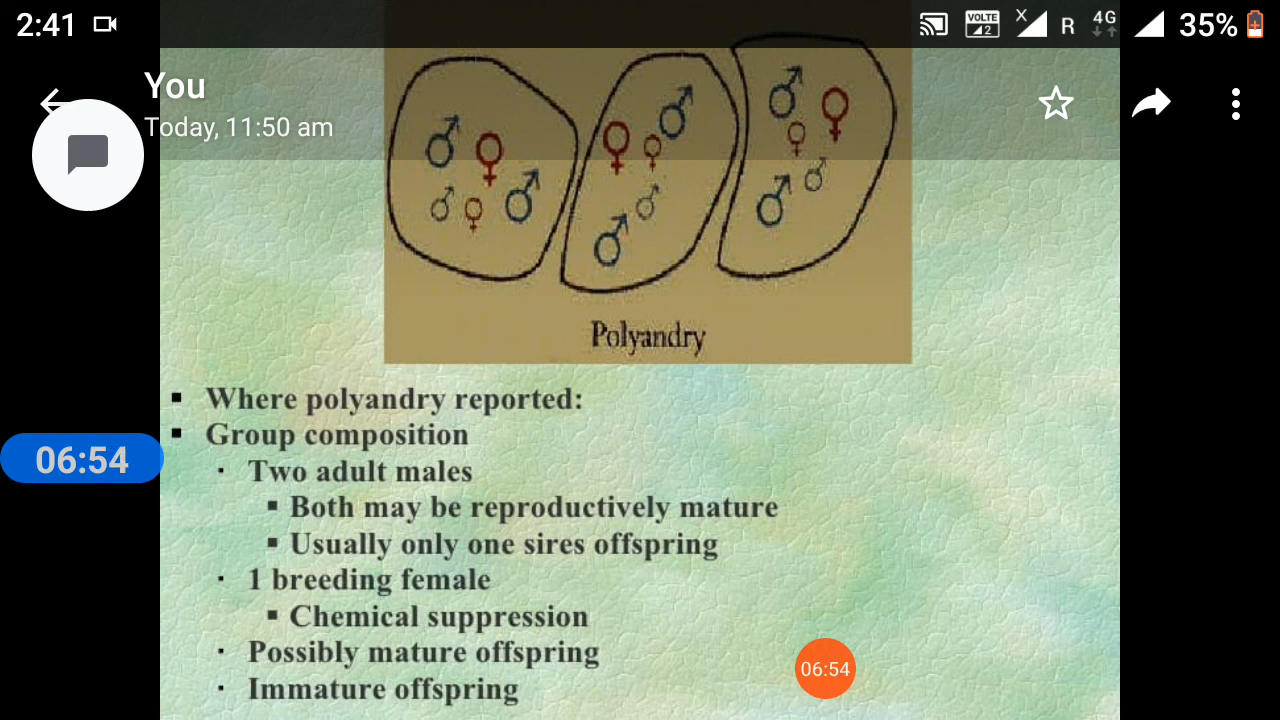 2:41
VOLTE
2
X
R
4G
35%
You
Today, 11:50 am
Polyandry
▪ Where polyandry reported:
▪ Group composition
· Two adult males
▪ Both may be reproductively mature
▪ Usually only one sires offspring
· 1 breeding female
▪ Chemical suppression
· Possibly mature offspring
· Immature offspring
06:54
06:54